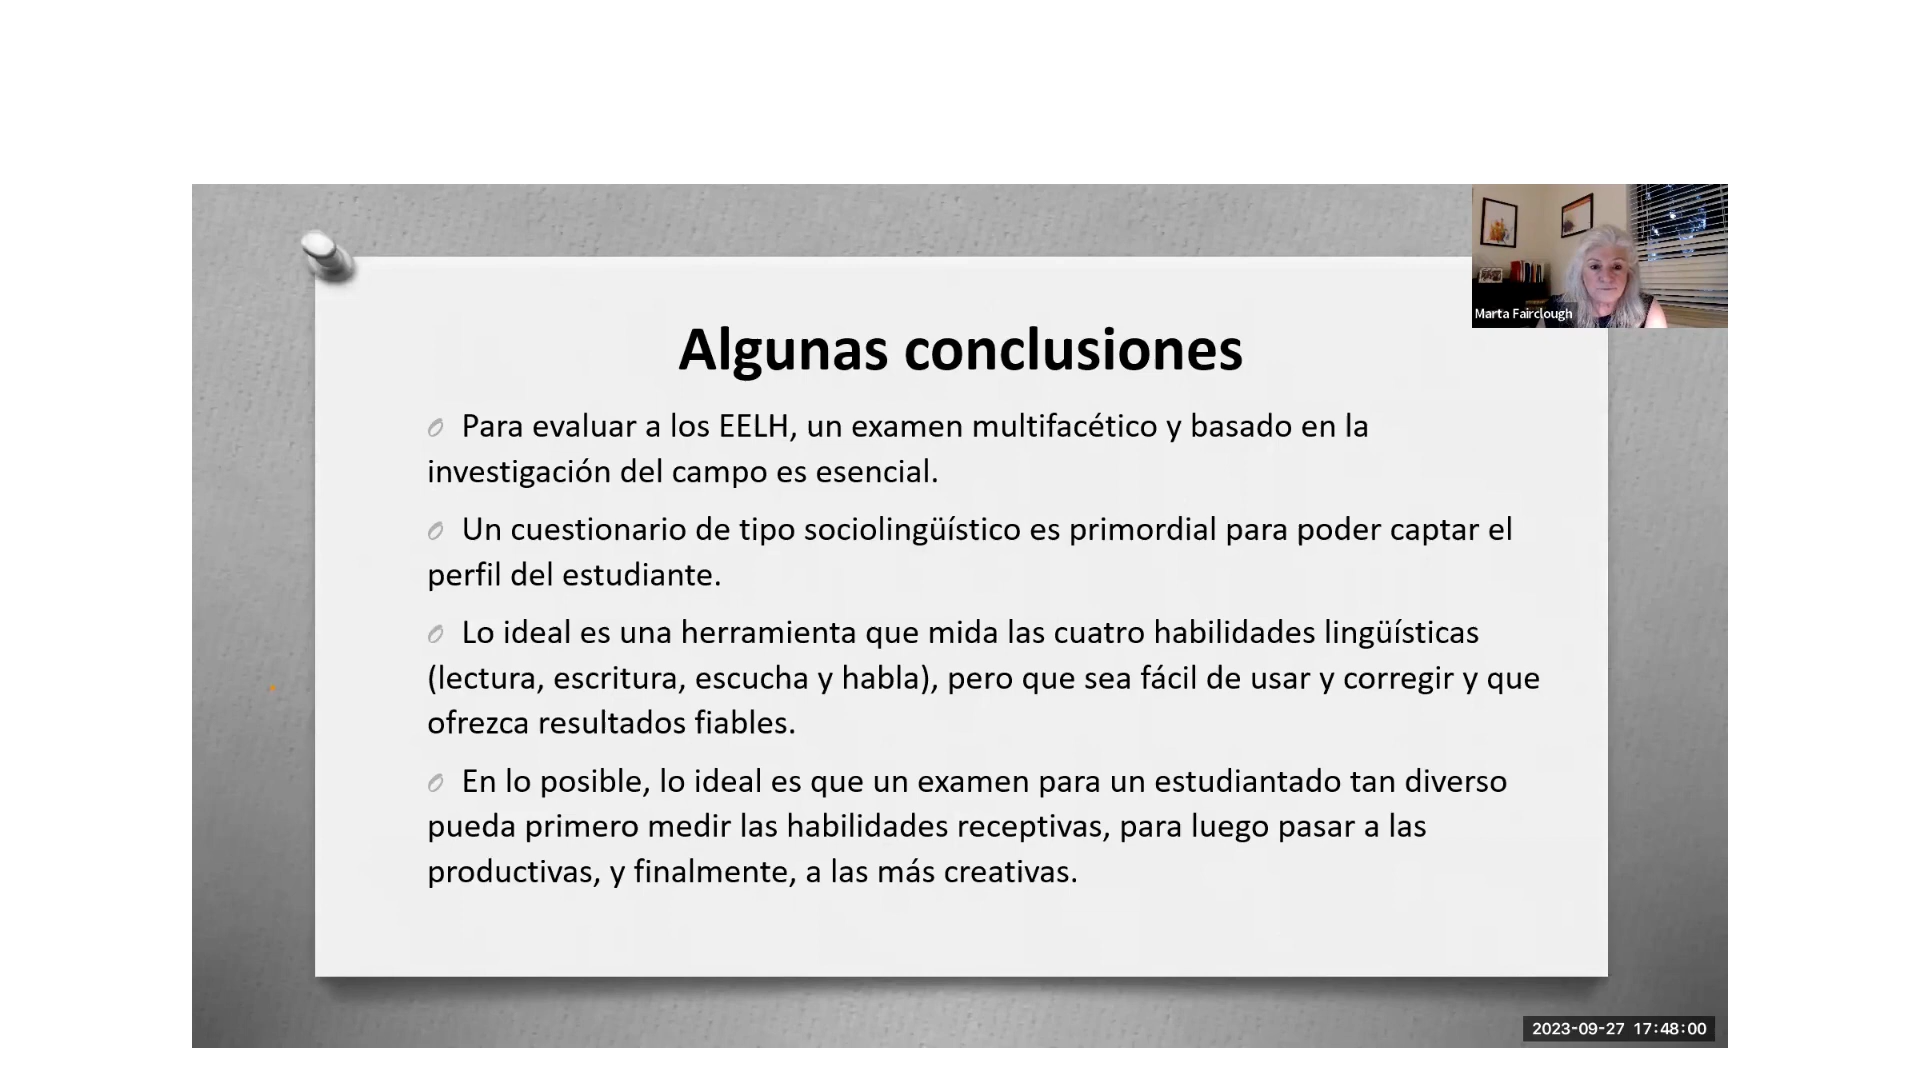 Marta Fairclough
Algunas conclusiones
Para evaluar a los EELH, un examen multifacético y basado en la
investigación del campo es esencial.
Un cuestionario de tipo sociolingüístico es primordial para poder captar el
perfil del estudiante.
Lo ideal es una herramienta que mida las cuatro habilidades lingüísticas
(lectura, escritura, escucha y habla), pero que sea fácil de usar y corregir y que
ofrezca resultados fiables.
En lo posible, lo ideal es que un examen para un estudiantado tan diverso
pueda primero medir las habilidades receptivas, para luego pasar a las
productivas, y finalmente, a las más creativas.
2023-09-27 17:48:00